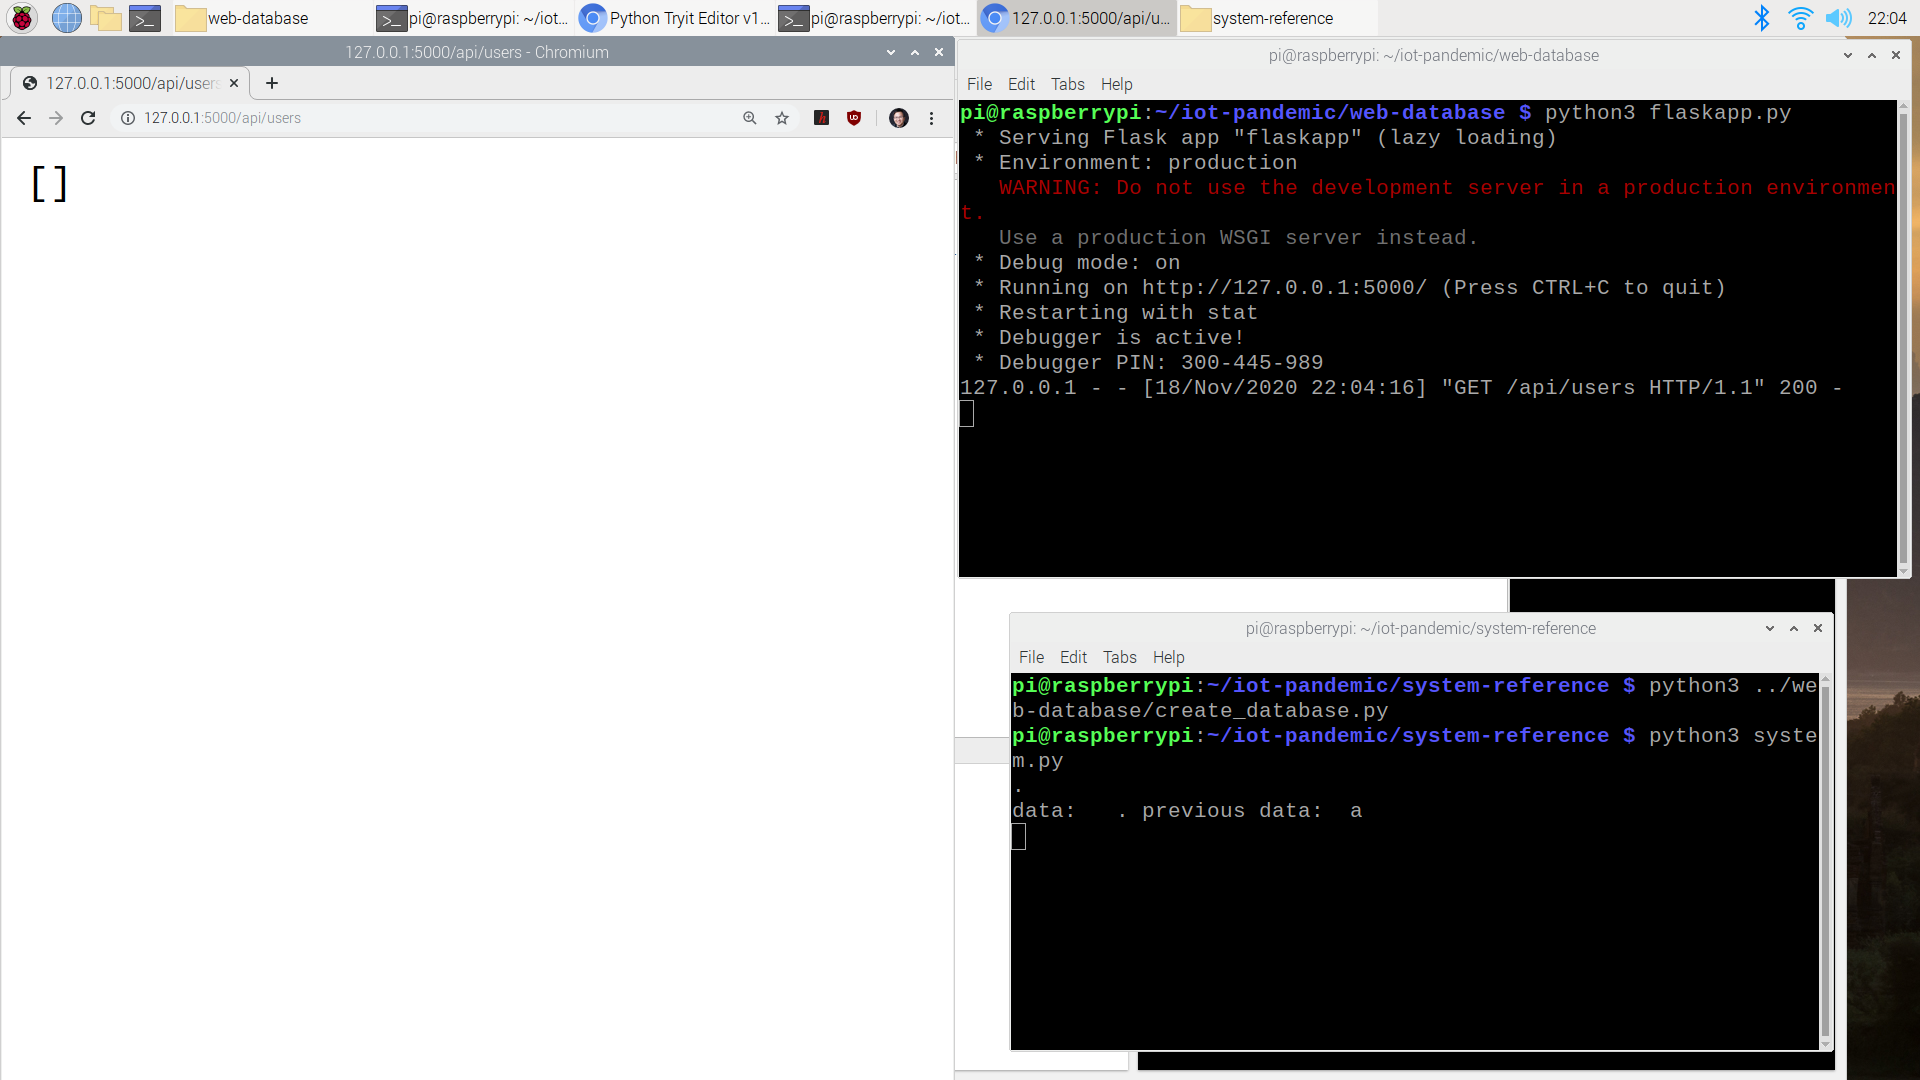 web-database
pi@raspberrypi: ~/iot...
Python Tryit Editor v1...
pi@raspberrypi: ~/iot...
127.0.0.1:5000/api/u...
system-reference
22:04
127.0.0.1:5000/api/users - Chromium
127.0.0.1:5000/api/users
127.0.0.1:5000/api/users
[]
pi@raspberrypi: ~/iot-pandemic/web-database
File Edit Tabs Help
pi@raspberrypi:~/iot-pandemic/web-database $ python3 flaskapp.py
* Serving Flask app "flaskapp" (lazy loading)
* Environment: production
WARNING: Do not use the development server in a production environmen
t.
Use a production WSGI server instead.
* Debug mode: on
* Running on http://127.0.0.1:5000/ (Press CTRL+C to quit)
* Restarting with stat
* Debugger is active!
* Debugger PIN: 300-445-989
127.0.0.1 - - [18/Nov/2020 22:04:16] "GET /api/users HTTP/1.1" 200 -
pi@raspberrypi: ~/iot-pandemic/system-reference
File Edit Tabs Help
pi@raspberrypi:~/iot-pandemic/system-reference $ python3 ../we
b-database/create_database.py
pi@raspberrypi:~/iot-pandemic/system-reference $ python3 syste
m.py
.
data:   . previous data:  a